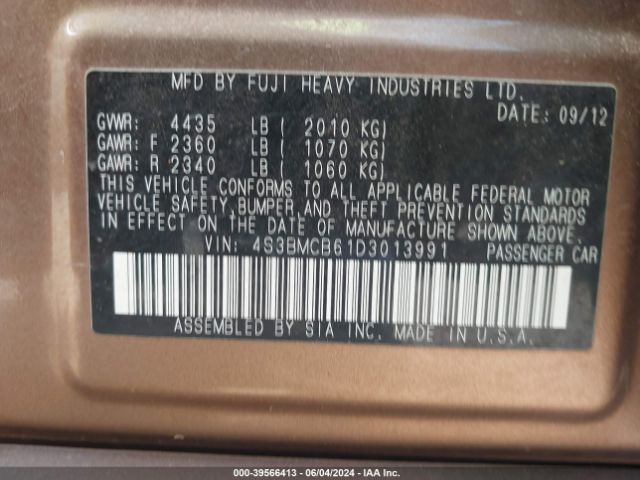 MFD BY FUJI HEAVY INDUSTRIES LTD.
DATE: 09/12
GVWR: 4435 LB ( 2010 KG)
GAWR: F 2360 LB ( 1070 KG)
GAWR: R 2340 LB ( 1060 KG)
THIS VEHICLE CONFORMS TO ALL APPLICABLE FEDERAL MOTOR
VEHICLE SAFETY, BUMPER, AND THEFT PREVENTION STANDARDS
IN EFFECT ON THE DATE OF MANUFACTURE SHOWN ABOVE.
VIN: 4S3BMCB61D3013991 PASSENGER CAR
ASSEMBLED BY SIA INC. MADE IN U.S.A.
000-39566413 - 06/04/2024 - IAA Inc.